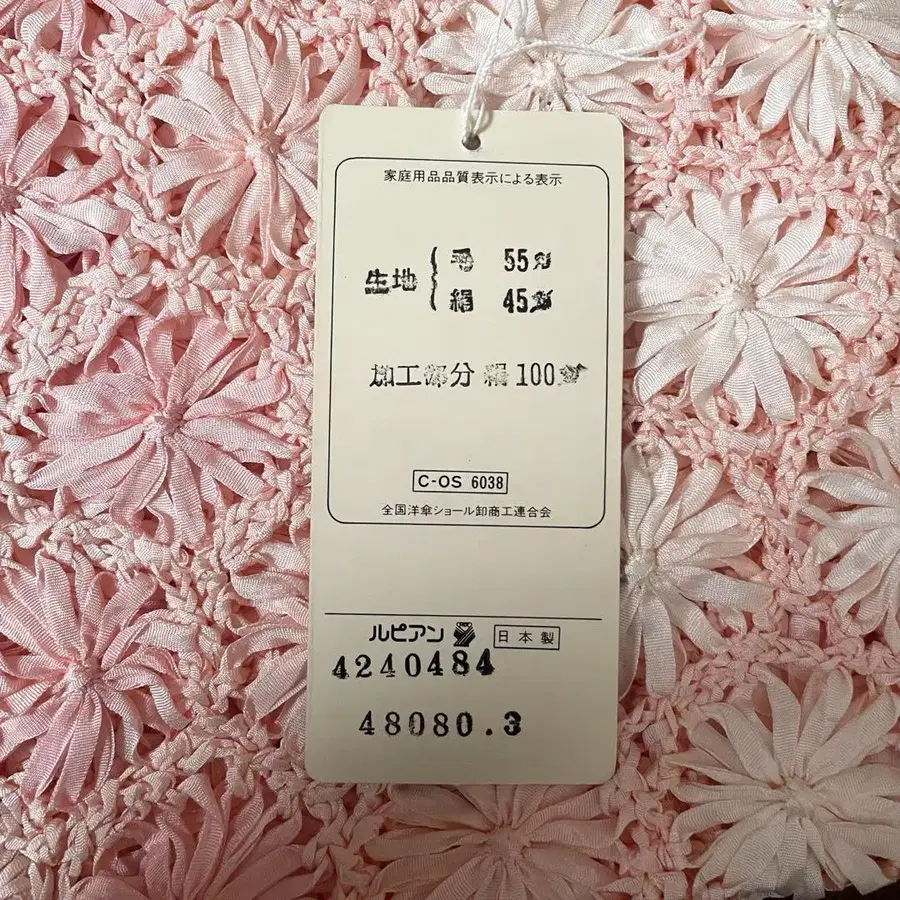 家庭用品品質表示による表示
生地 毛 55%
絹 45%
加工部分 絹 100%
C-OS 6038
全国洋傘ショール卸商工連合会
ルピアン 日本製
4240484
48080.3